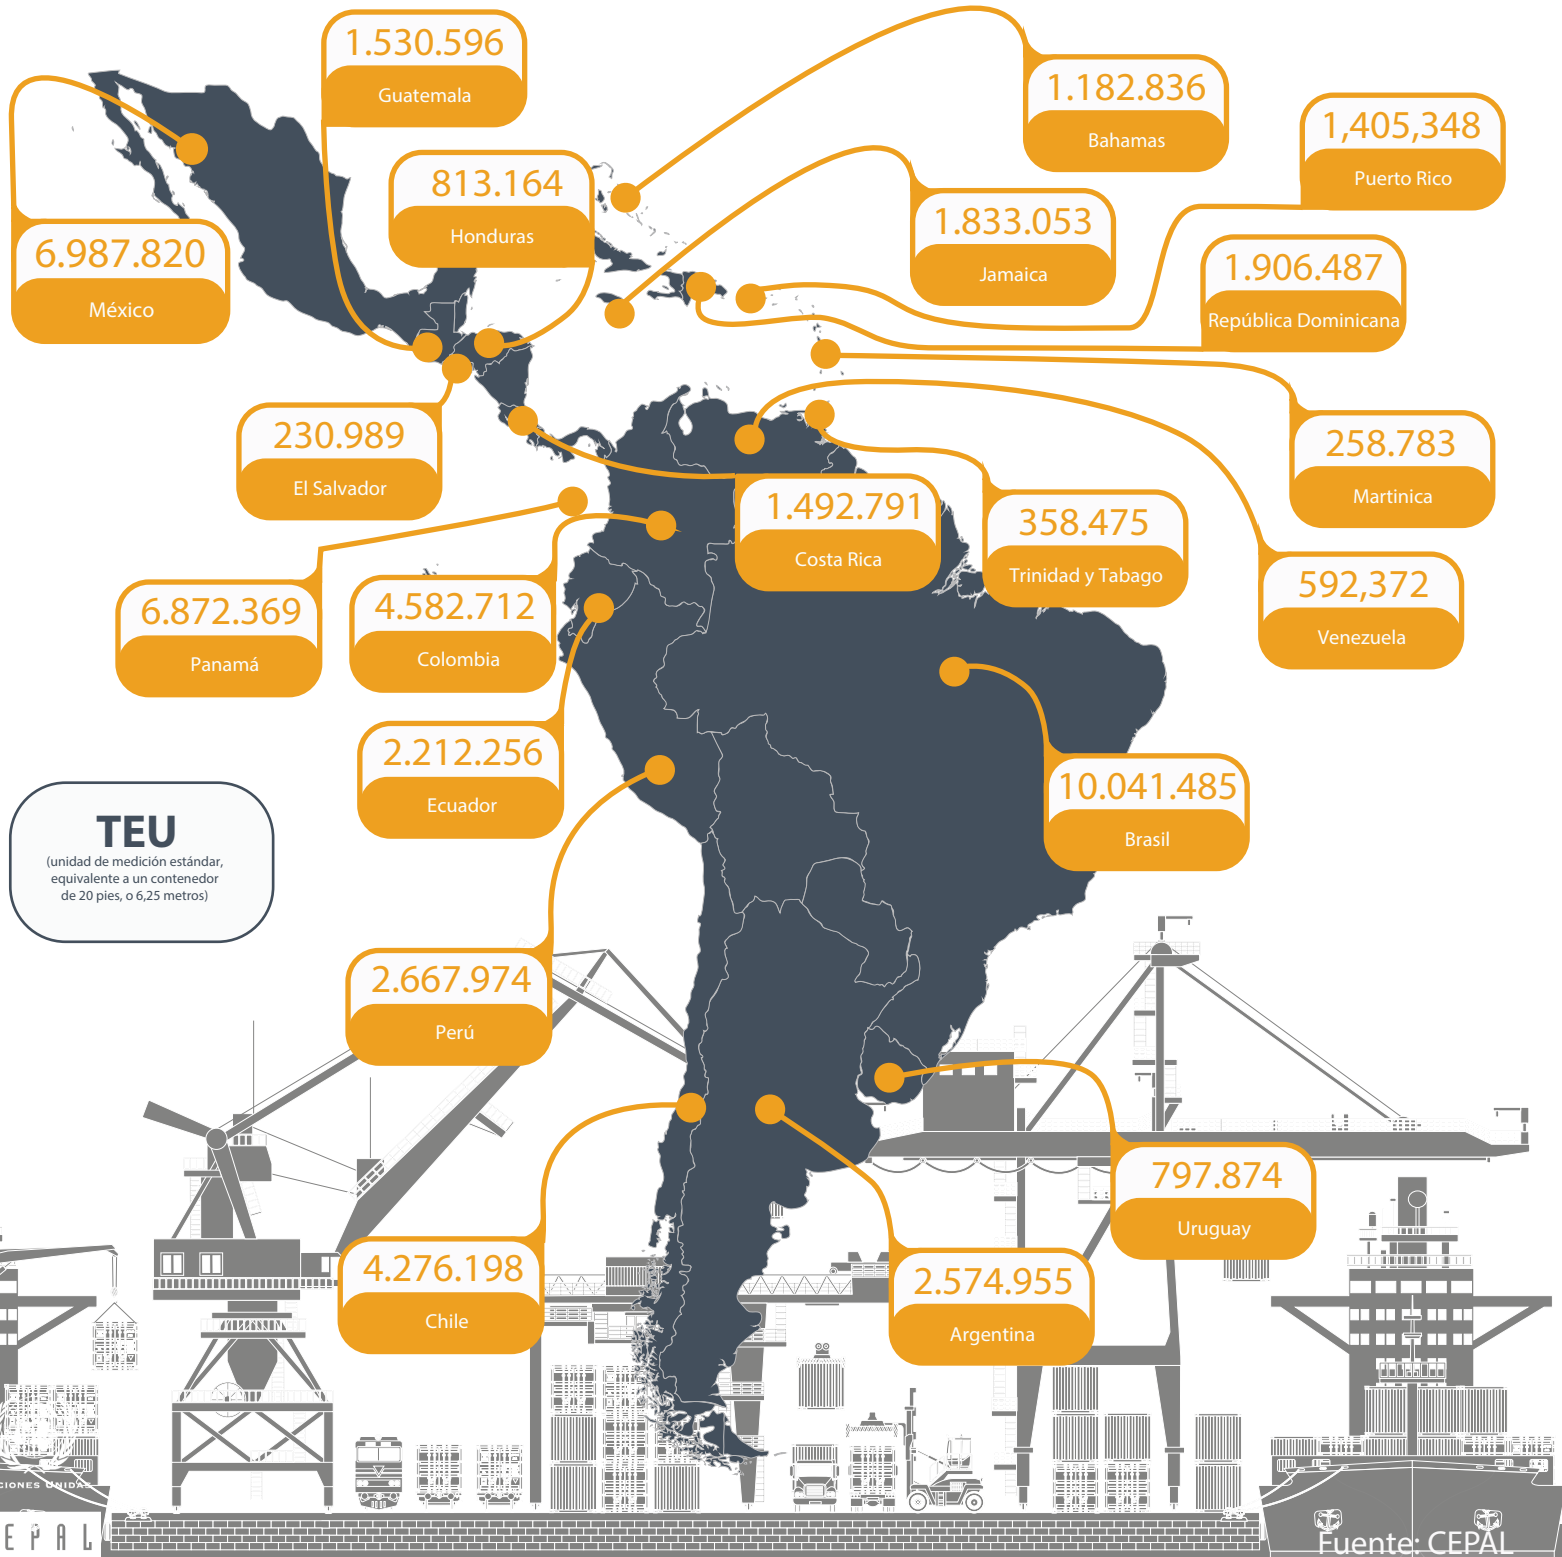 1.530.596
Guatemala
1.182.836
Bahamas
1,405,348
Puerto Rico
813.164
Honduras
1.833.053
Jamaica
6.987.820
México
1.906.487
República Dominicana
230.989
El Salvador
258.783
Martinica
1.492.791
Costa Rica
358.475
Trinidad y Tabago
592,372
Venezuela
6.872.369
Panamá
4.582.712
Colombia
2.212.256
Ecuador
10.041.485
Brasil
TEU
(unidad de medición estándar,
equivalente a un contenedor
de 20 pies, o 6,25 metros)
2.667.974
Perú
797.874
Uruguay
4.276.198
Chile
2.574.955
Argentina
CIONES UNIDAS
EPAL
Fuente: CEPAL